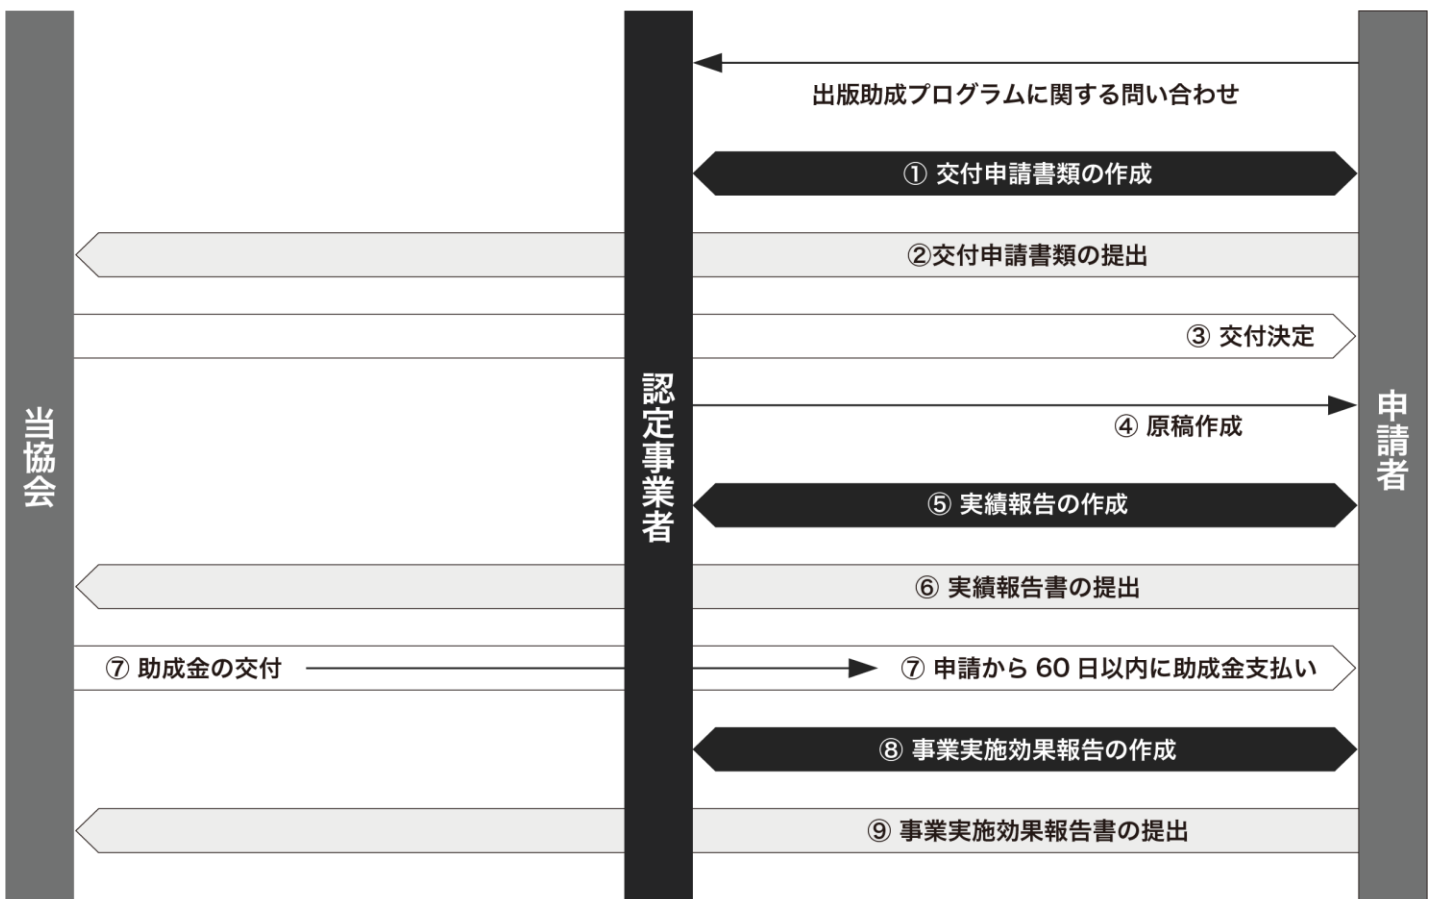 出版助成プログラムに関する問い合わせ
① 交付申請書類の作成
②交付申請書類の提出
③ 交付決定
④ 原稿作成
⑤ 実績報告の作成
⑥ 実績報告書の提出
⑦ 助成金の交付
⑦ 申請から 60 日以内に助成金支払い
⑧ 事業実施効果報告の作成
⑨ 事業実施効果報告書の提出
当協会
認定事業者
申請者